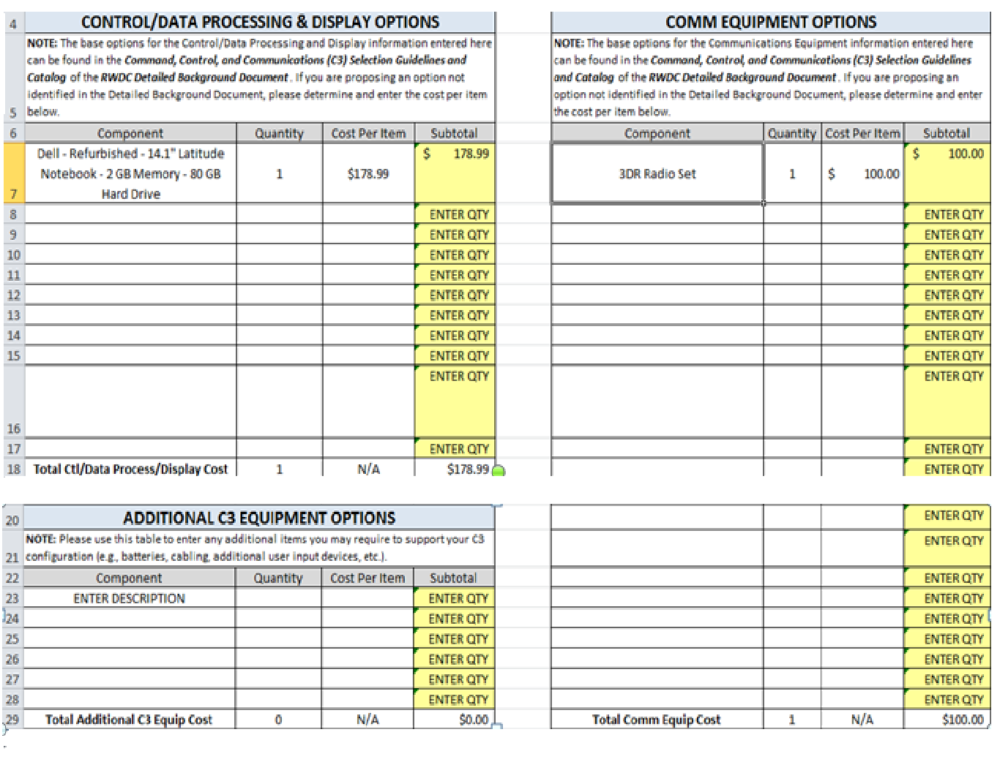 4 CONTROL/DATA PROCESSING & DISPLAY OPTIONS
NOTE: The base options for the Control/Data Processing and Display information entered here
can be found in the Command, Control, and Communications (C3) Selection Guidelines and
Catalog of the RWDC Detailed Background Document. If you are proposing an option not
identified in the Detailed Background Document, please determine and enter the cost per item
5 below.
6 Component Quantity Cost Per Item Subtotal
Dell - Refurbished - 14.1" Latitude $ 178.99
Notebook - 2 GB Memory - 80 GB 1 $178.99
7 Hard Drive
8 ENTER QTY
9 ENTER QTY
10 ENTER QTY
11 ENTER QTY
12 ENTER QTY
13 ENTER QTY
14 ENTER QTY
15 ENTER QTY
ENTER QTY
16
17 ENTER QTY
18 Total Ctl/Data Process/Display Cost 1 N/A $178.99
COMM EQUIPMENT OPTIONS
NOTE: The base options for the Communications Equipment information entered here
can be found in the Command, Control, and Communications (C3) Selection Guidelines
and Catalog of the RWDC Detailed Background Document. If you are proposing an
option not identified in the Detailed Background Document, please determine and enter
the cost per item below.
Component Quantity Cost Per Item Subtotal
$ 100.00
3DR Radio Set 1 $ 100.00
ENTER QTY
ENTER QTY
ENTER QTY
ENTER QTY
ENTER QTY
ENTER QTY
ENTER QTY
ENTER QTY
ENTER QTY
ENTER QTY
ENTER QTY
20 ADDITIONAL C3 EQUIPMENT OPTIONS
NOTE: Please use this table to enter any additional items you may require to support your C3
21 configuration (e.g., batteries, cabling, additional user input devices, etc.).
22 Component Quantity Cost Per Item Subtotal
23 ENTER DESCRIPTION ENTER QTY
24 ENTER QTY
25 ENTER QTY
26 ENTER QTY
27 ENTER QTY
28 ENTER QTY
29 Total Additional C3 Equip Cost 0 N/A $0.00
ENTER QTY
ENTER QTY
ENTER QTY
ENTER QTY
ENTER QTY
ENTER QTY
ENTER QTY
ENTER QTY
ENTER QTY
Total Comm Equip Cost 1 N/A $100.00